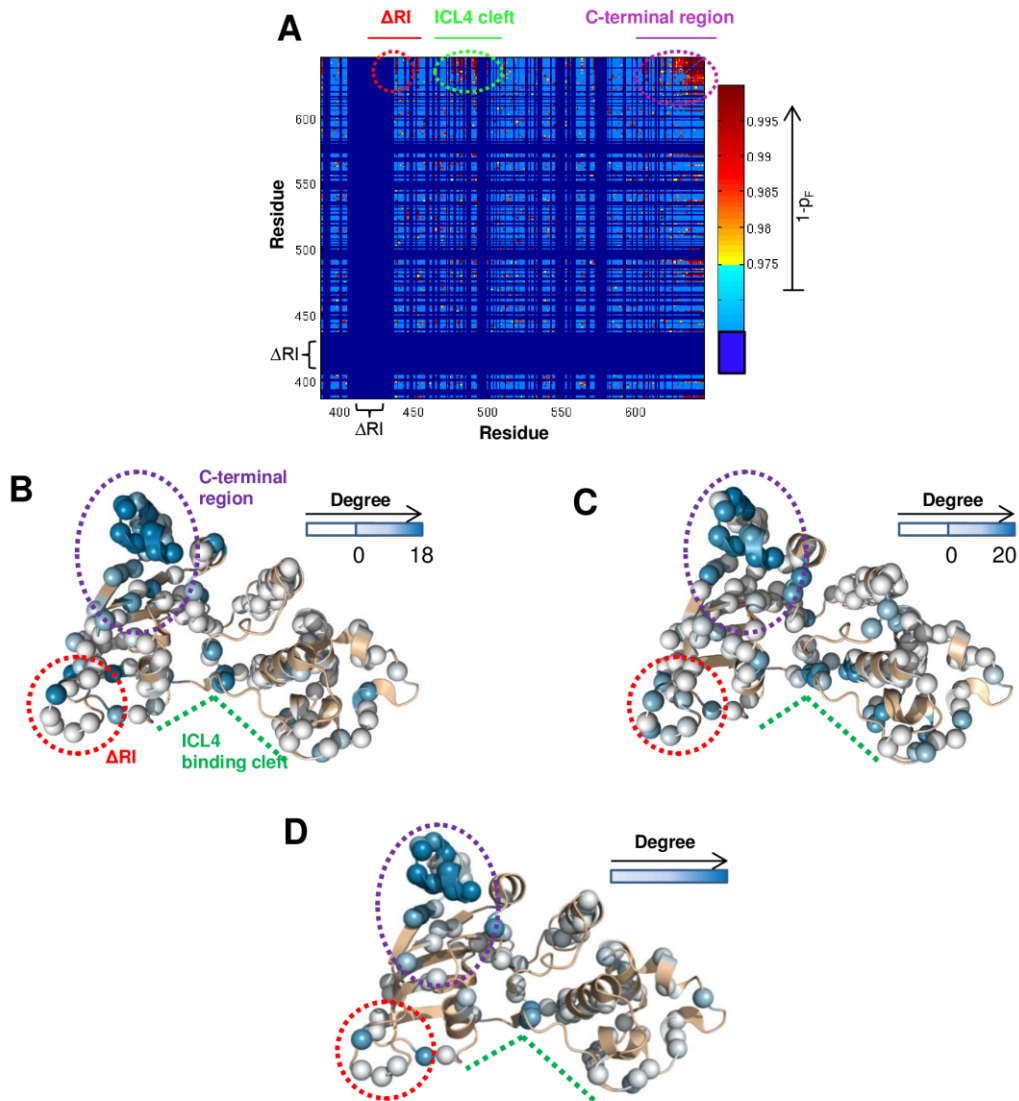 A
ΔRI
ICL4 cleft
C-terminal region
600
550
500
450
400
Residue
ΔRI
400
450
500
550
600
ΔRI
Residue
0.995
0.99
0.985
0.98
0.975
1-pF
B
C-terminal
region
Degree
0
18
ΔRI
ICL4
binding cleft
C
Degree
0
20
D
Degree